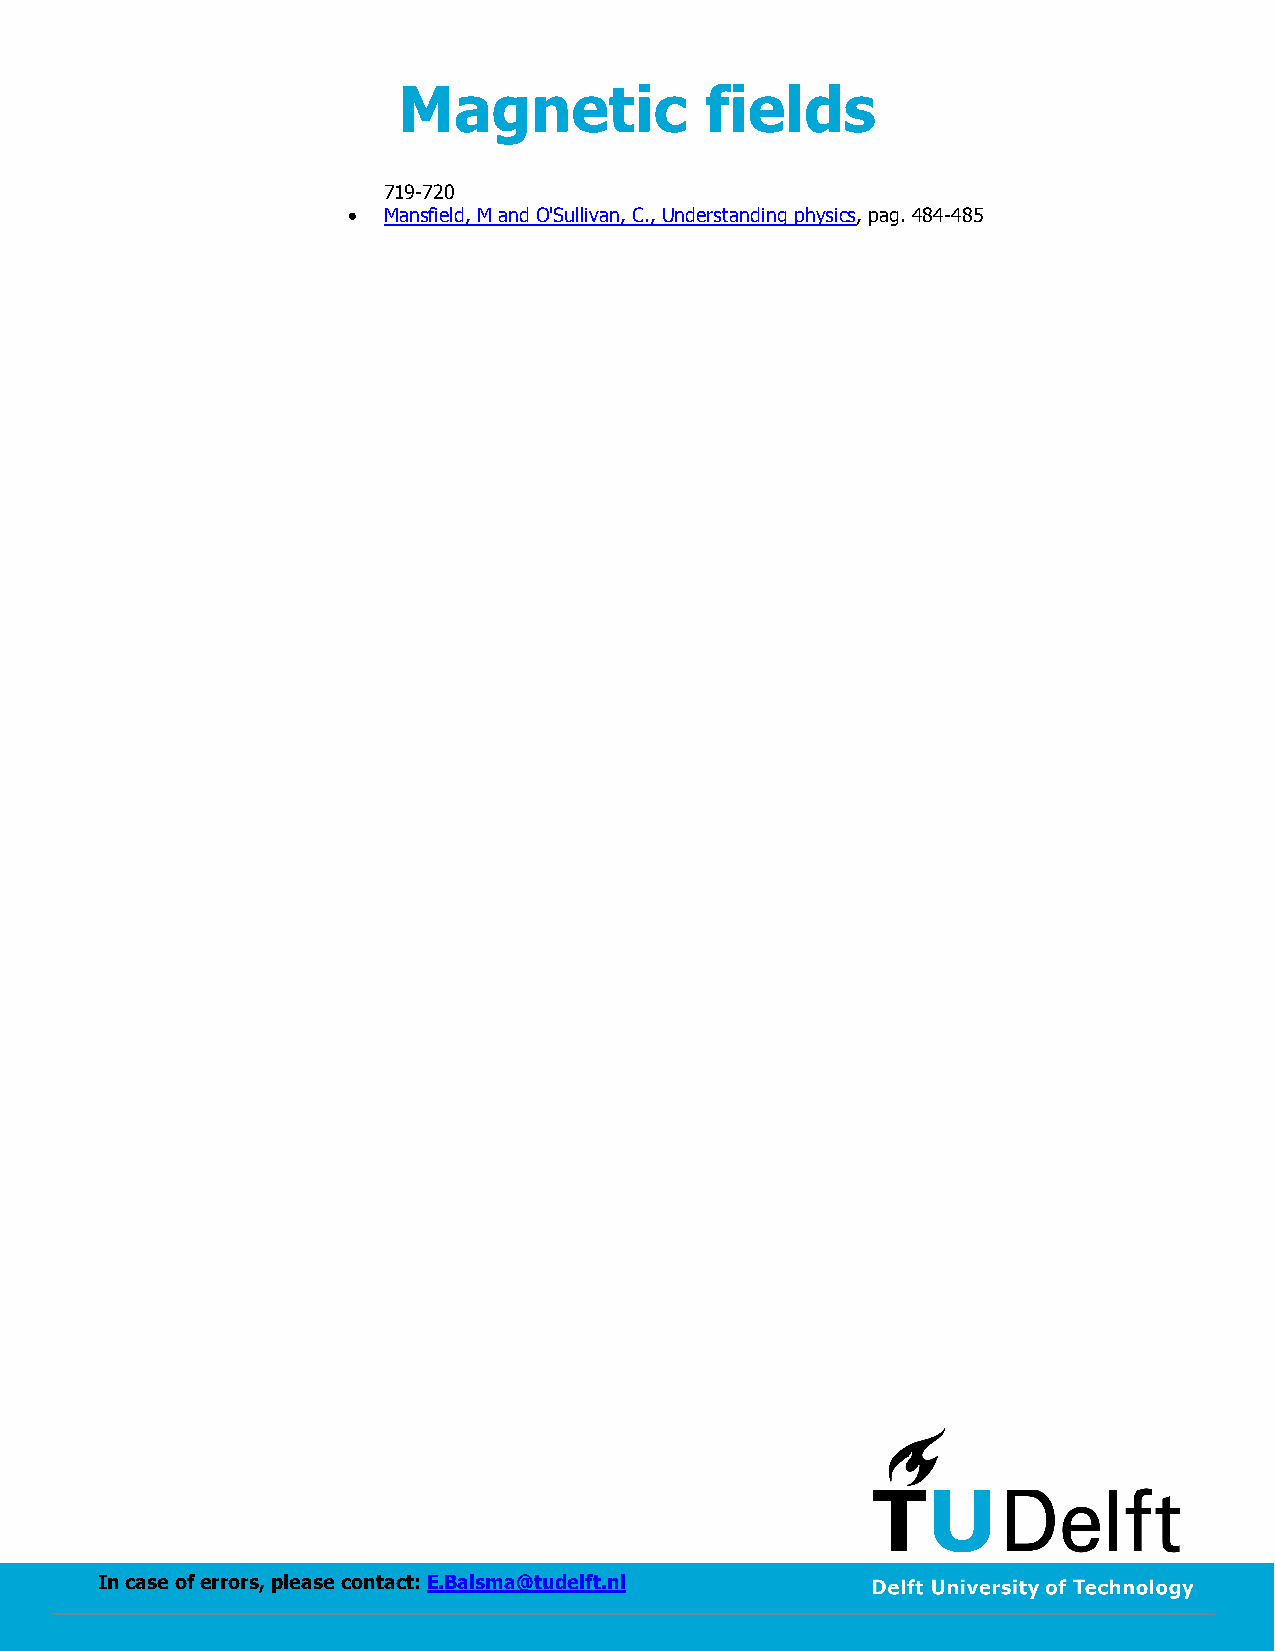 Magnetic fields
719-720
• Mansfield, M and O'Sullivan, C., Understanding physics, pag. 484-485
TUDelft
In case of errors, please contact: E.Balsma@tudelft.nl
Delft University of Technology